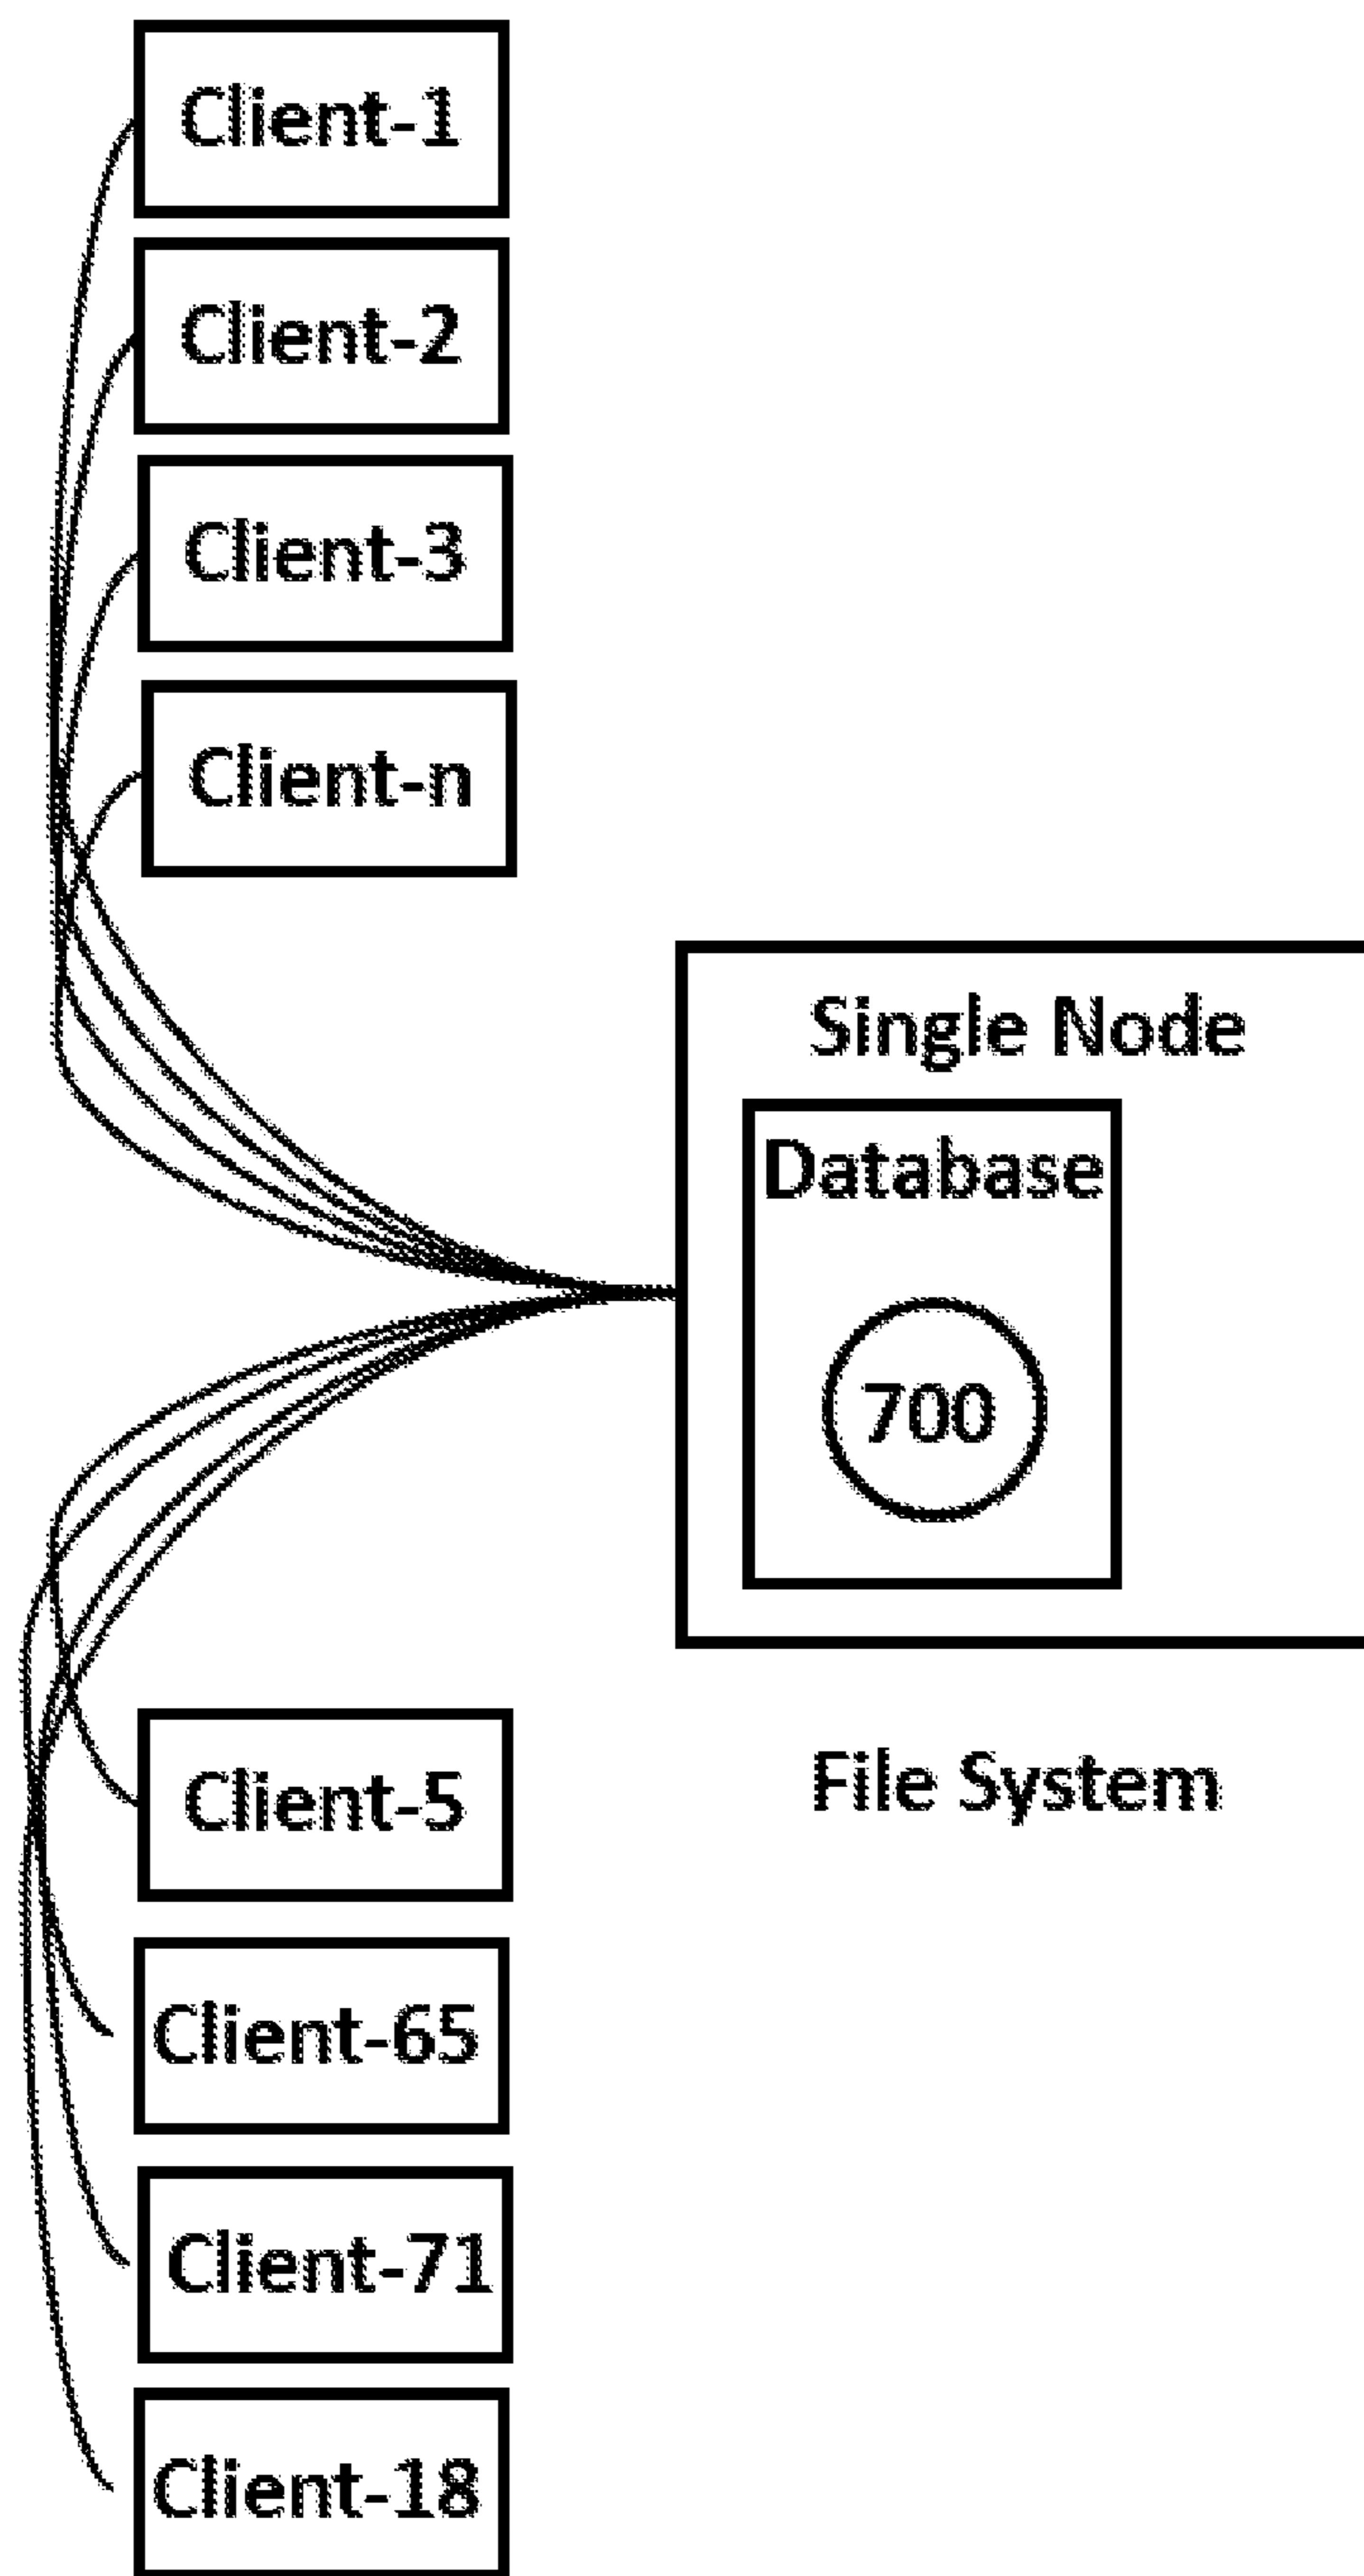 Client-1
Client-2
Client-3
Client-n
Single Node
Database
700
Client-5
File System
Client-65
Client-71
Client-18